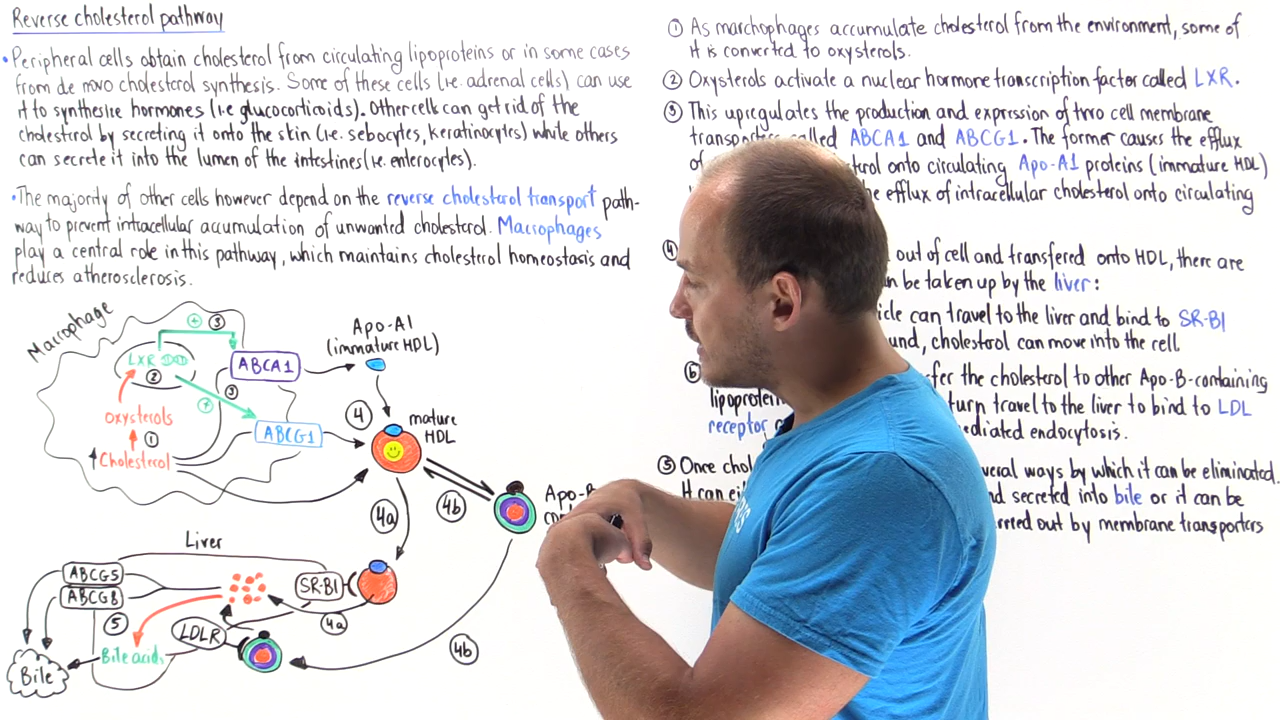 Reverse cholesterol pathway
• Peripheral cells obtain cholesterol from circulating lipoproteins or in some cases
from de novo cholesterol synthesis. Some of these cells (i.e. adrenal cells) can use
it to synthesise hormones (i.e glucocorticoids). Other cell can get rid of the
cholesterol by secreting it onto the skin (i.e. sebocytes, keratinocytes) while others
can secrete it into the lumen of the intestines (i.e. enterocytes).
• The majority of other cells however depend on the reverse cholesterol transport path-
way to prevent intracellular accumulation of unwanted cholesterol. Macrophages
play a central role in this pathway, which maintains cholesterol homeostasis and
reduces atherosclerosis.
Macrophage
+ ③
LXR
②
③
+
ABCA1
Apo-A1
(immature HDL)
Oxysterols
①
Cholesterol
ABCG1
④
mature
HDL
4a
4b
Apo-B
Liver
ABCG5
ABCG8
⑤
SR-B1
4a
LDLR
4b
Bile acids
Bile
① As marchophages accumulate cholesterol from the environment, some of
it is converted to oxysterols.
② Oxysterols activate a nuclear hormone transcription factor called LXR.
③ This upregulates the production and expression of two cell membrane
transporters called ABCA1 and ABCG1. The former causes the efflux
of onto circulating Apo-A1 proteins (immature HDL)
the efflux of intracellular cholesterol onto circulating
④ out of cell and transfered onto HDL, there are
be taken up by the liver:
can travel to the liver and bind to SR-B1
cholesterol can move into the cell.
ⓑ the cholesterol to other Apo-B-containing
travel to the liver to bind to LDL
receptor endocytosis.
⑤ Once ways by which it can be eliminated.
It can secreted into bile or it can be
out by membrane transporters